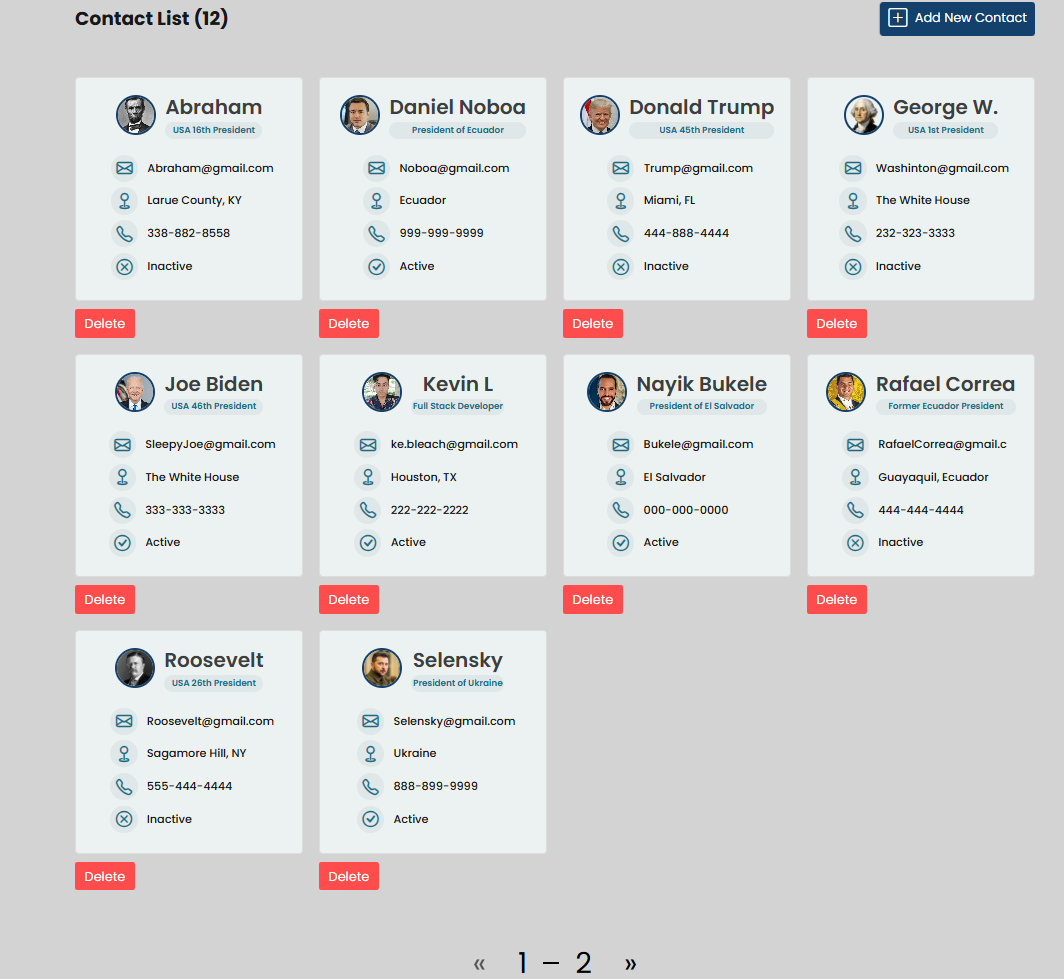 Contact List (12)
Add New Contact
Abraham
USA 16th President
Abraham@gmail.com
Larue County, KY
338-882-8558
Inactive
Delete
Daniel Noboa
President of Ecuador
Noboa@gmail.com
Ecuador
999-999-9999
Active
Delete
Donald Trump
USA 45th President
Trump@gmail.com
Miami, FL
444-888-4444
Inactive
Delete
George W.
USA 1st President
Washinton@gmail.com
The White House
232-323-3333
Inactive
Delete
Joe Biden
USA 46th President
SleepyJoe@gmail.com
The White House
333-333-3333
Active
Delete
Kevin L
Full Stack Developer
ke.bleach@gmail.com
Houston, TX
222-222-2222
Active
Delete
Nayik Bukele
President of El Salvador
Bukele@gmail.com
El Salvador
000-000-0000
Active
Delete
Rafael Correa
Former Ecuador President
RafaelCorrea@gmail.c
Guayaquil, Ecuador
444-444-4444
Inactive
Delete
Roosevelt
USA 26th President
Roosevelt@gmail.com
Sagamore Hill, NY
555-444-4444
Inactive
Delete
Selensky
President of Ukraine
Selensky@gmail.com
Ukraine
888-899-9999
Active
Delete
« 1 — 2 »